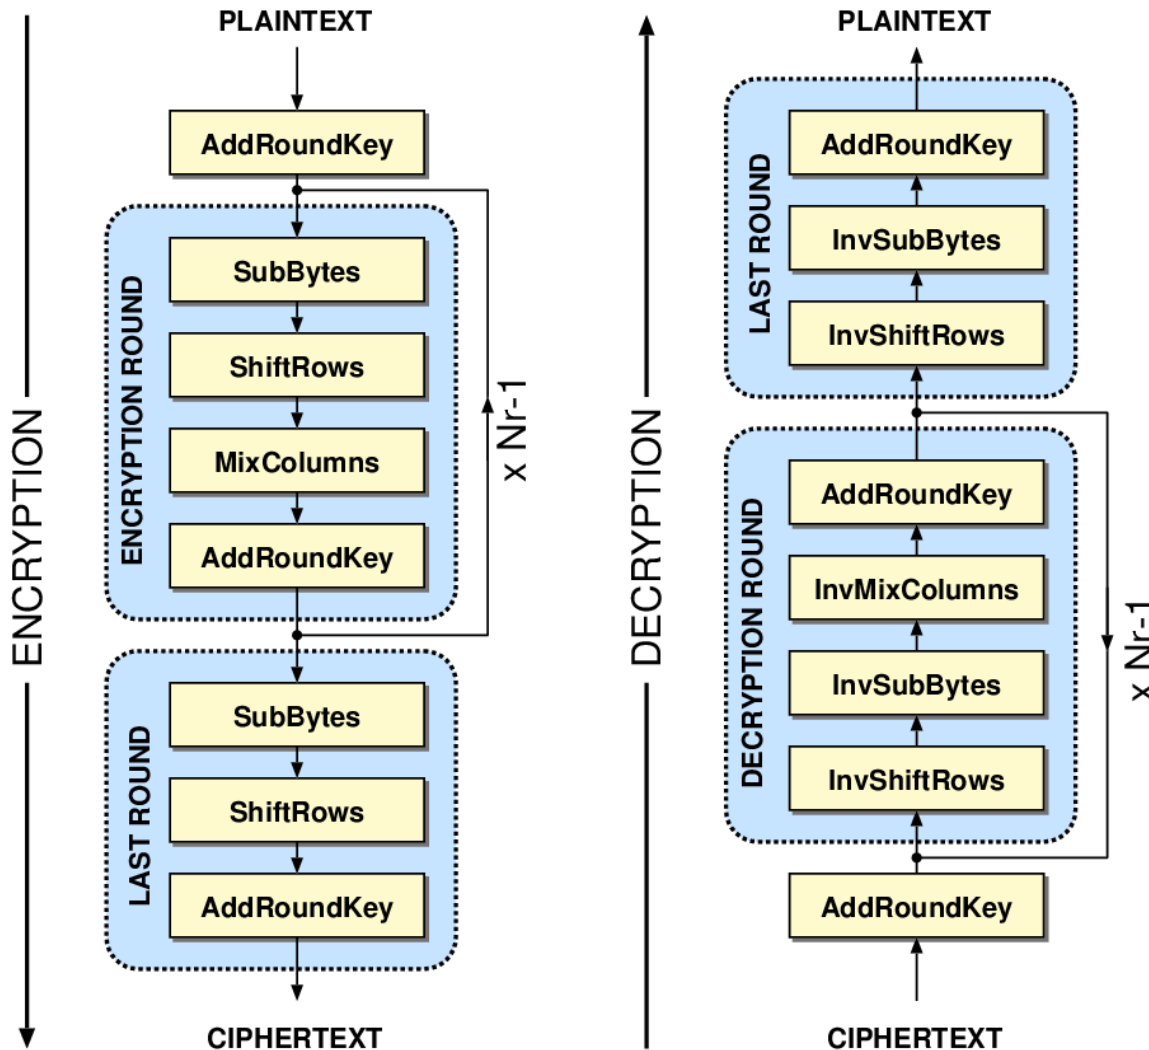 PLAINTEXT
AddRoundKey
SubBytes
ShiftRows
MixColumns
AddRoundKey
ENCRYPTION ROUND
x Nr-1
SubBytes
ShiftRows
AddRoundKey
LAST ROUND
CIPHERTEXT
ENCRYPTION
PLAINTEXT
AddRoundKey
InvSubBytes
InvShiftRows
LAST ROUND
AddRoundKey
InvMixColumns
InvSubBytes
InvShiftRows
DECRYPTION ROUND
x Nr-1
AddRoundKey
CIPHERTEXT
DECRYPTION